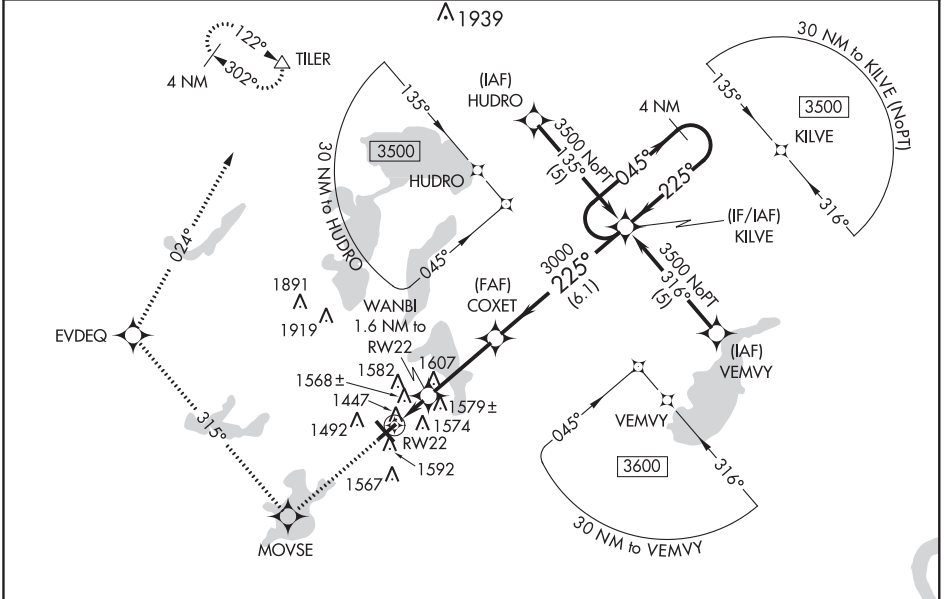 1939
122°
302°
4 NM
TILER
135°
3500
30 NM to HUDRO
HUDRO
045°
(IAF)
HUDRO
3500 NoPT
135°
(5)
4 NM
045°
225°
30 NM to KILVE (NoPT)
135°
3500
KILVE
316°
(IF/IAF)
KILVE
3000
225°
(6.1)
3500 NoPT
316°
(5)
(IAF)
VEMVY
024°
1891
1919
EVDEQ
315°
MOVSE
(FAF)
COXET
WANBI
1.6 NM to
RW22
1582
1607
1568±
1447
1579±
1492
1574
RW22
1592
1567
045°
VEMVY
3600
316°
30 NM to VEMVY